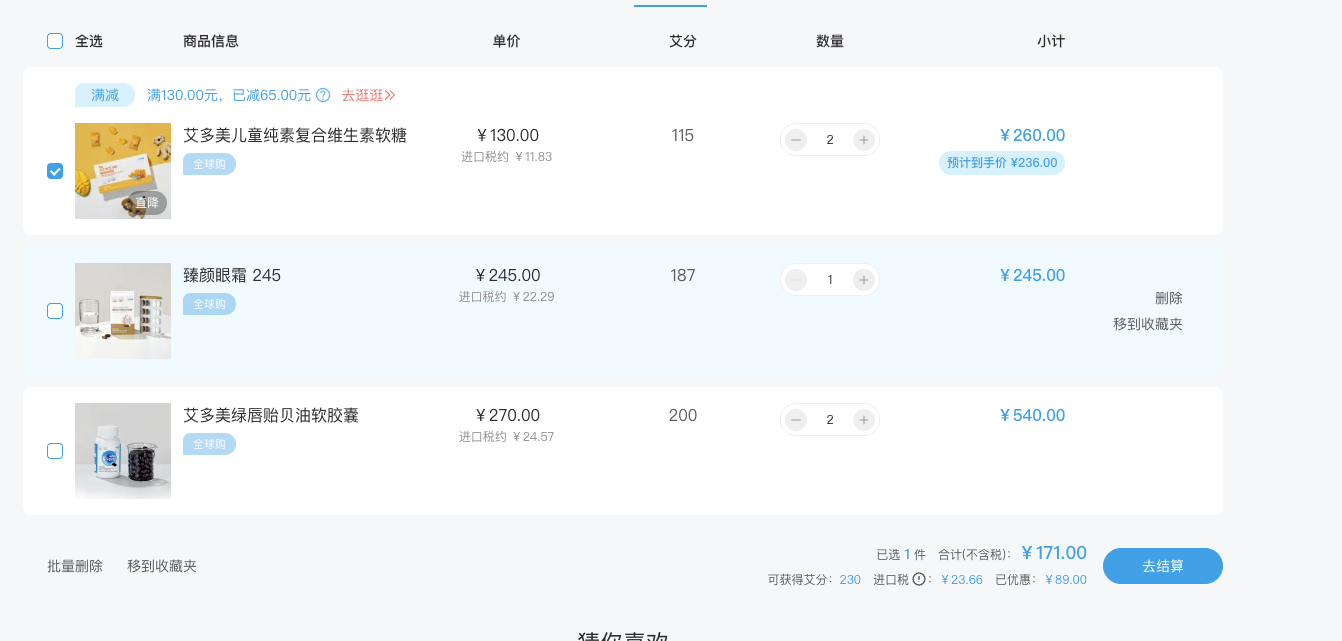 全选 商品信息 单价 艾分 数量 小计
满减 满130.00元，已减65.00元 去逛逛
艾多美儿童纯素复合维生素软糖 ¥130.00 115 2 ¥260.00
全球购 进口税约 ¥11.83 预计到手价 ¥236.00
直降
臻颜眼霜 245 ¥245.00 187 1 ¥245.00
全球购 进口税约 ¥22.29 删除
移到收藏夹
艾多美绿唇贻贝油软胶囊 ¥270.00 200 2 ¥540.00
全球购 进口税约 ¥24.57
批量删除 移到收藏夹 已选 1 件 合计(不含税)： ¥171.00 去结算
可获得艾分：230 进口税：¥23.66 已优惠：¥89.00
猜你喜欢